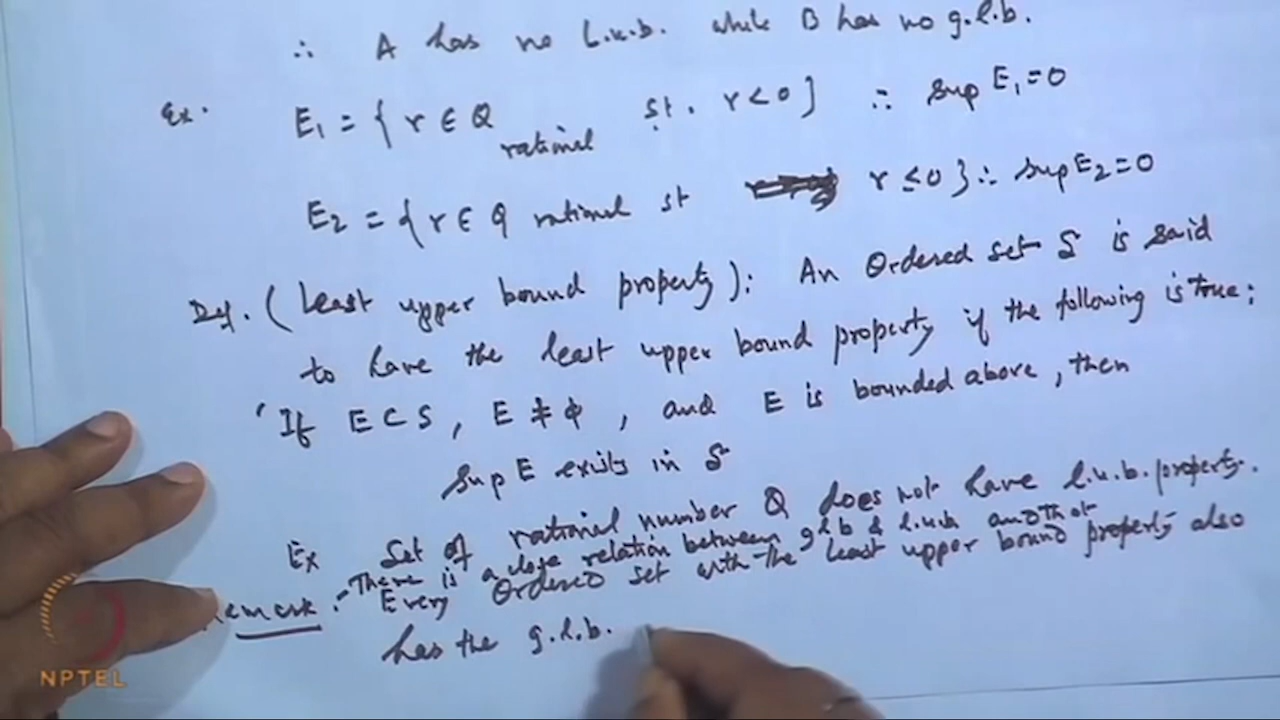 ∴ A has no l.u.b. while B has no g.l.b.
Ex. E₁ = { r ∈ Q rational st. r < 0 } ∴ sup E₁ = 0
E₂ = { r ∈ Q rational st r ≤ 0 } ∴ sup E₂ = 0
Def. (Least upper bound property): An Ordered set S is said
to have the least upper bound property if the following is true:
'If E ⊂ S, E ≠ φ, and E is bounded above, then
Sup E exists in S
Ex Set of rational number Q does not have l.u.b. property.
There is a close relation between glb & l.u.b and that
Remark :- Every Ordered set with the least upper bound property also
has the g.l.b.
NPTEL